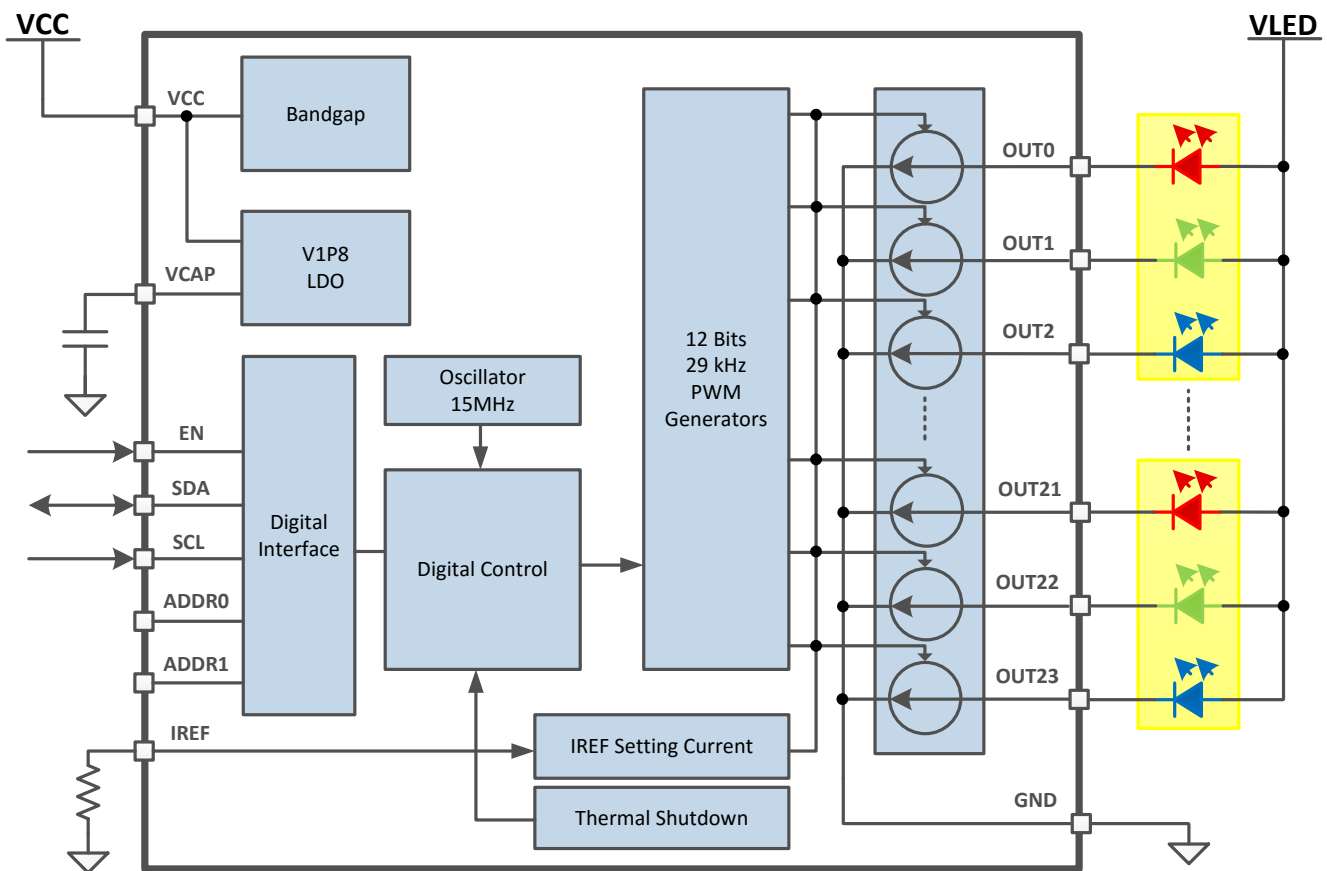 VCC
VLED
VCC
Bandgap
V1P8
LDO
VCAP
Oscillator
15MHz
EN
SDA
SCL
ADDR0
ADDR1
IREF
Digital
Interface
Digital Control
12 Bits
29 kHz
PWM
Generators
IREF Setting Current
Thermal Shutdown
OUT0
OUT1
OUT2
OUT21
OUT22
OUT23
GND